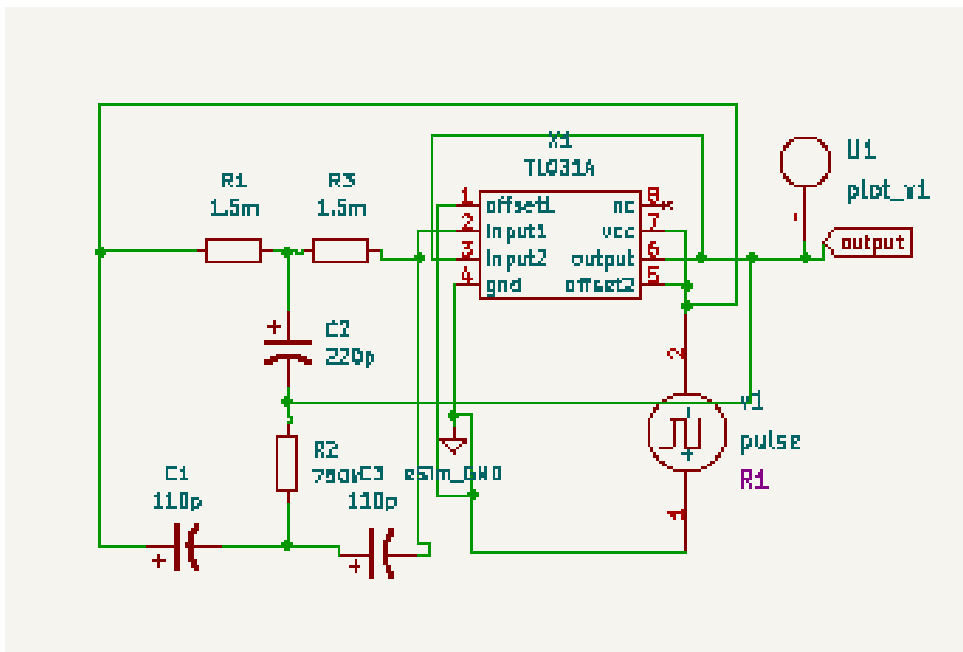 X1
TL031A
U1
plot_v1
R1
1.5m
R3
1.5m
1
offset1
nc
8
2
input1
vcc
7
3
input2
output
6
4
gnd
offset2
5
output
C2
220p
2
v1
pulse
R1
R2
C1
110p
C3
110p
eSim_GND
1